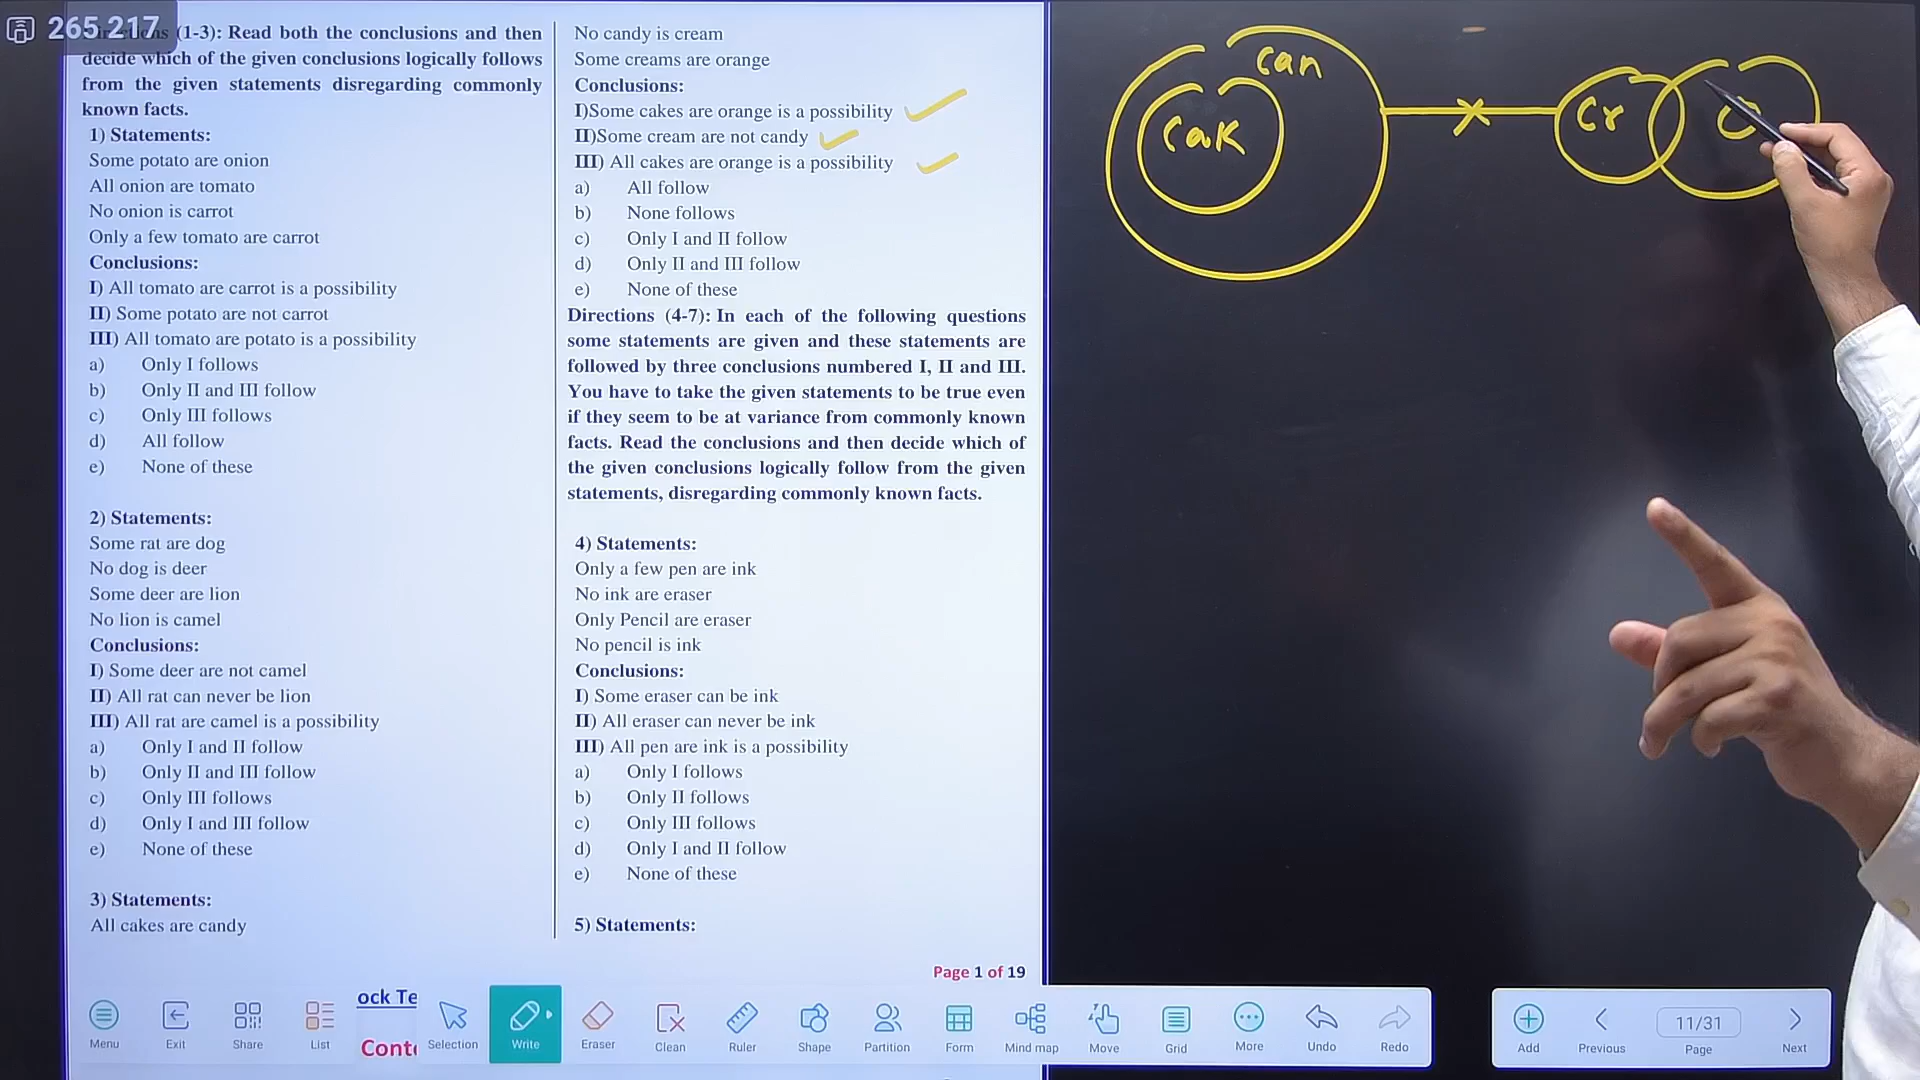 265 217
(1-3): Read both the conclusions and then
decide which of the given conclusions logically follows
from the given statements disregarding commonly
known facts.
1) Statements:
Some potato are onion
All onion are tomato
No onion is carrot
Only a few tomato are carrot
Conclusions:
I) All tomato are carrot is a possibility
II) Some potato are not carrot
III) All tomato are potato is a possibility
a) Only I follows
b) Only II and III follow
c) Only III follows
d) All follow
e) None of these
2) Statements:
Some rat are dog
No dog is deer
Some deer are lion
No lion is camel
Conclusions:
I) Some deer are not camel
II) All rat can never be lion
III) All rat are camel is a possibility
a) Only I and II follow
b) Only II and III follow
c) Only III follows
d) Only I and III follow
e) None of these
3) Statements:
All cakes are candy
No candy is cream
Some creams are orange
Conclusions:
I)Some cakes are orange is a possibility
II)Some cream are not candy
III) All cakes are orange is a possibility
a) All follow
b) None follows
c) Only I and II follow
d) Only II and III follow
e) None of these
Directions (4-7): In each of the following questions
some statements are given and these statements are
followed by three conclusions numbered I, II and III.
You have to take the given statements to be true even
if they seem to be at variance from commonly known
facts. Read the conclusions and then decide which of
the given conclusions logically follow from the given
statements, disregarding commonly known facts.
4) Statements:
Only a few pen are ink
No ink are eraser
Only Pencil are eraser
No pencil is ink
Conclusions:
I) Some eraser can be ink
II) All eraser can never be ink
III) All pen are ink is a possibility
a) Only I follows
b) Only II follows
c) Only III follows
d) Only I and II follow
e) None of these
5) Statements:
Page 1 of 19
can
cak
cr
ock Te
Conte
Menu
Exit
Share
List
Selection
Write
Eraser
Clean
Ruler
Shape
Partition
Form
Mind map
Move
Grid
More
Undo
Redo
Add
Previous
11/31
Page
Next